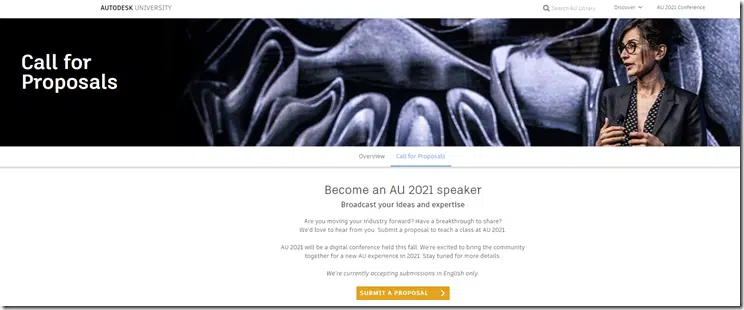 AUTODESK UNIVERSITY
Search AU Library
Discover
AU 2021 Conference
Call for
Proposals
Overview
Call for Proposals
Become an AU 2021 speaker
Broadcast your ideas and expertise
Are you moving your industry forward? Have a breakthrough to share?
We'd love to hear from you. Submit a proposal to teach a class at AU 2021.
AU 2021 will be a digital conference held this fall. We're excited to bring the community
together for a new AU experience in 2021. Stay tuned for more details.
We're currently accepting submissions in English only.
SUBMIT A PROPOSAL